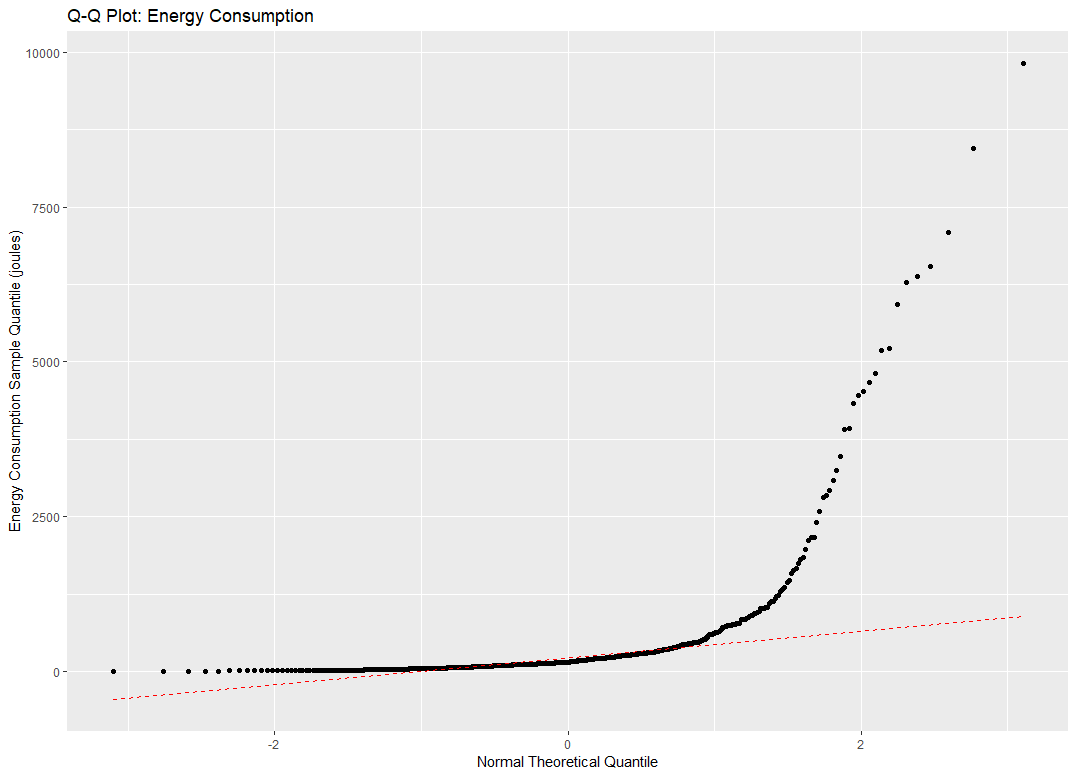 Q-Q Plot: Energy Consumption
Energy Consumption Sample Quantile (joules)
10000
7500
5000
2500
0
-2
0
2
Normal Theoretical Quantile